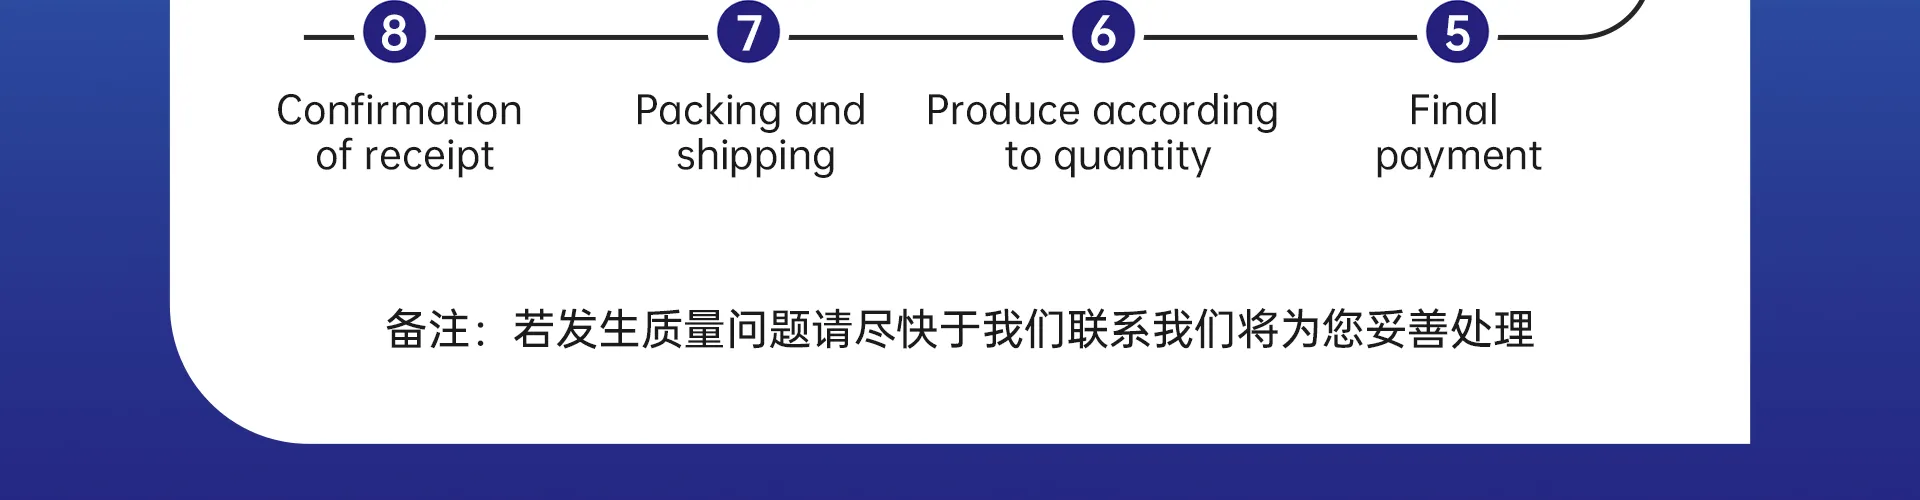 8
Confirmation
of receipt
7
Packing and
shipping
6
Produce according
to quantity
5
Final
payment
备注：若发生质量问题请尽快于我们联系我们将为您妥善处理